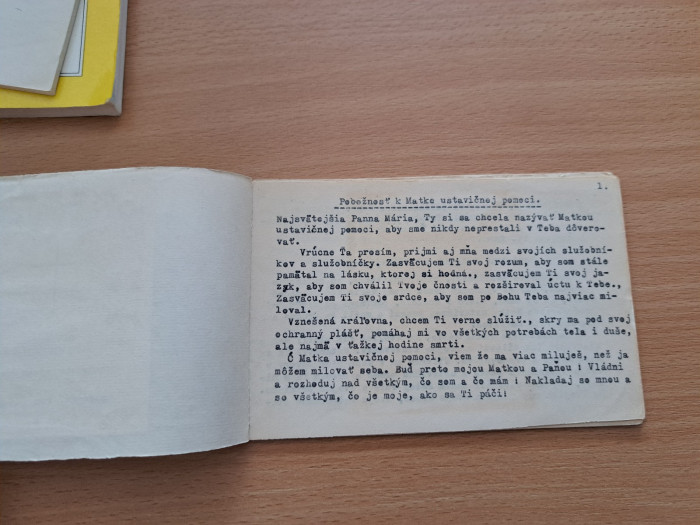 1.
Pobožnosť k Matke ustavičnej pomoci.
Najsvätejšia Panna Mária, Ty si sa chcela nazývať Matkou
ustavičnej pomoci, aby sme nikdy neprestali v Teba dôvero-
vať.
Vrúcne Ťa prosím, prijmi aj mňa medzi svojích služobní-
kov a služobníčky. Zasväcujem Ti svoj rozum, aby som stále
pamätal na lásku, ktorej si hodná., zasväcujem Ti svoj ja-
zyk, aby som chválil Tvoje čnosti a rozširoval úctu k Tebe.,
Zasväcujem Ti svoje srdce, aby som po Bohu Teba najviac mi-
loval.
Vznešená Kráľovna, chcem Ti verne slúžiť., skry ma pod svoj
ochranný plášť, pomáhaj mi vo všetkých potrebách tela i duše,
ale najmä v ťažkej hodine smrti.
Ó Matka ustavičnej pomoci, viem že ma viac miluješ, než ja
môžem milovať seba. Buď preto mojou Matkou a Paňou ! Vládni
a rozhoduj nad všetkým, čo som a čo mám ! Nakladaj so mnou a
so všetkým, čo je moje, ako sa Ti páči!